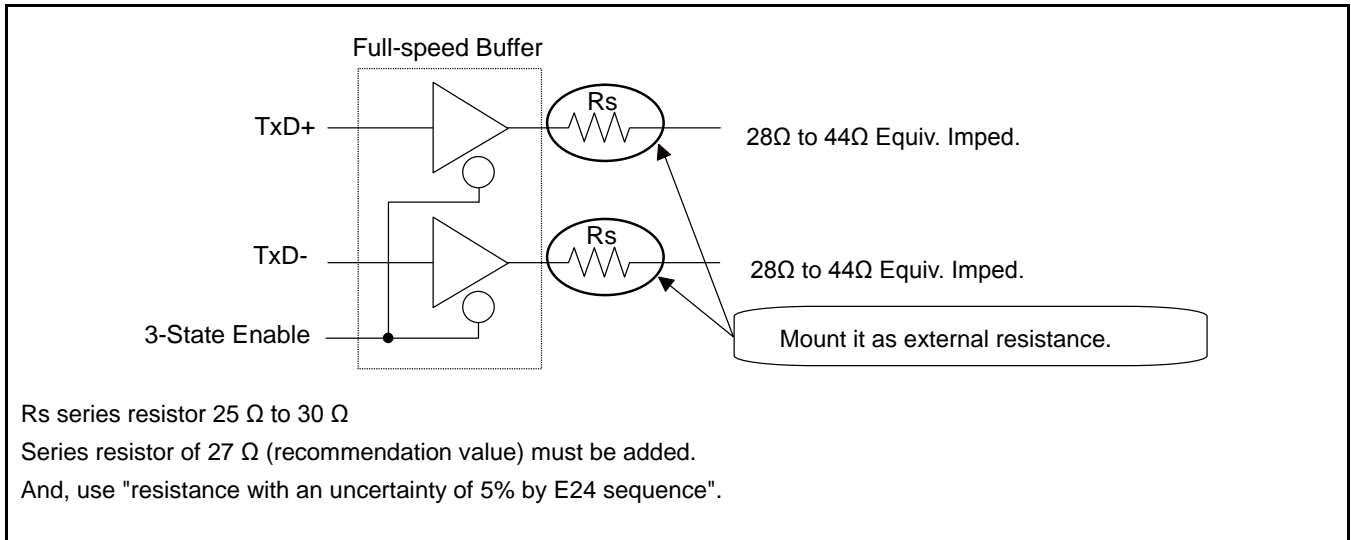 Full-speed Buffer
TxD+
Rs
28Ω to 44Ω Equiv. Imped.
TxD-
Rs
28Ω to 44Ω Equiv. Imped.
3-State Enable
Mount it as external resistance.
Rs series resistor 25 Ω to 30 Ω
Series resistor of 27 Ω (recommendation value) must be added.
And, use "resistance with an uncertainty of 5% by E24 sequence".